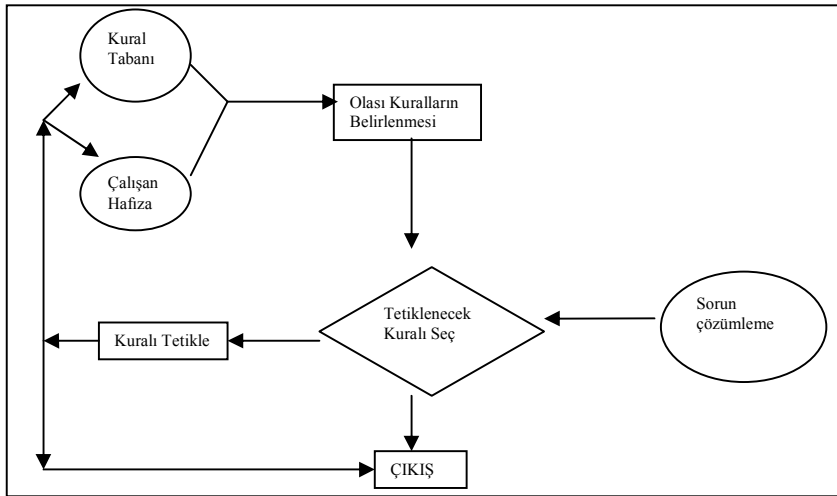 Kural
Tabanı
Olası Kuralların
Belirlenmesi
Çalışan
Hafıza
Tetiklenecek
Kuralı Seç
Sorun
çözümleme
Kuralı Tetikle
ÇIKIŞ